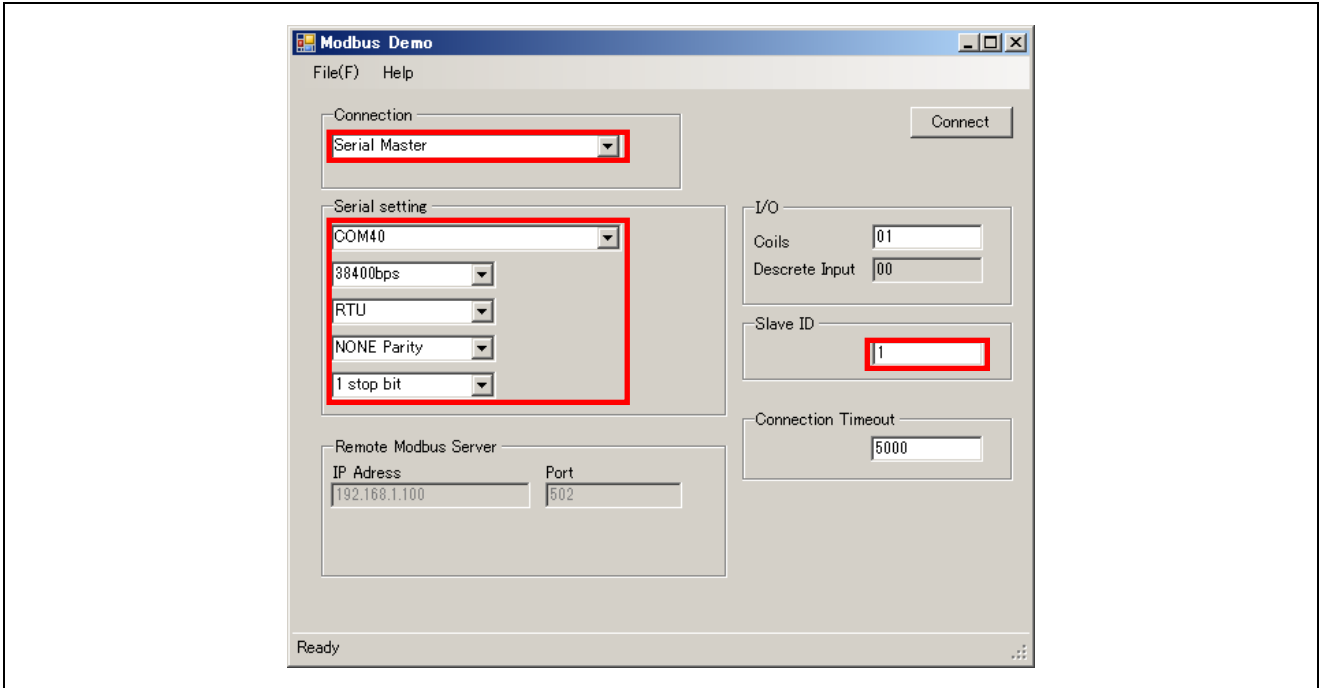 Modbus Demo
File(F) Help
Connection
Serial Master
Connect
Serial setting
COM40
38400bps
RTU
NONE Parity
1 stop bit
I/O
Coils 01
Descrete Input 00
Slave ID
1
Connection Timeout
5000
Remote Modbus Server
IP Adress Port
192.168.1.100 502
Ready